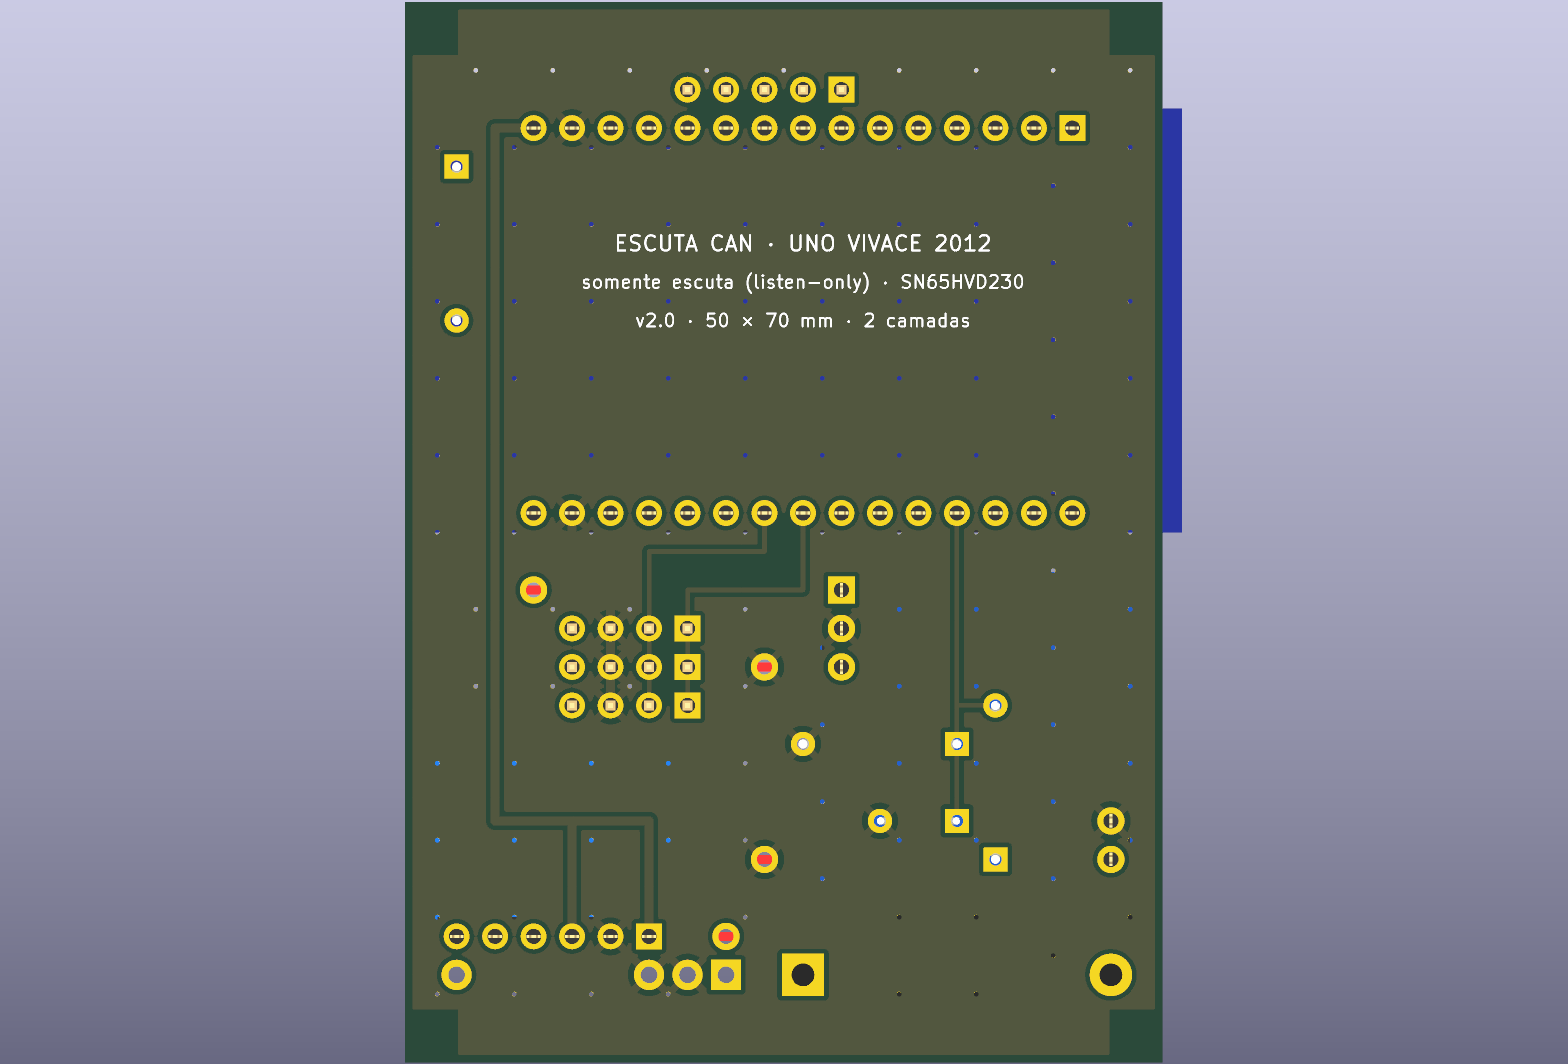 ESCUTA CAN · UNO VIVACE 2012
somente escuta (listen-only) · SN65HVD230
v2.0 · 50 × 70 mm · 2 camadas